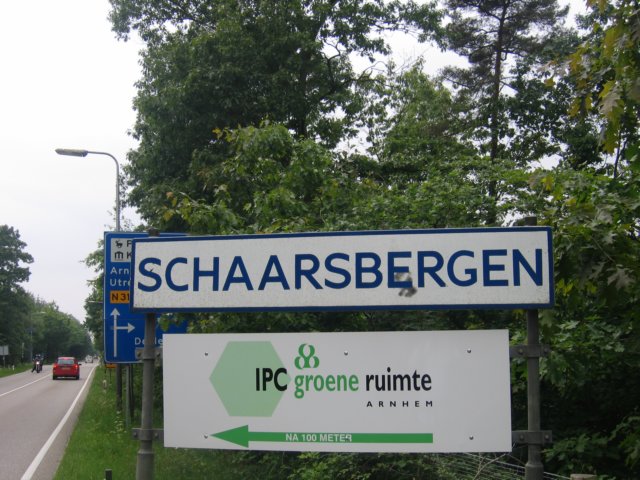 SCHAARSBERGEN
IPC groene ruimte
ARNHEM
NA 100 METER
N31